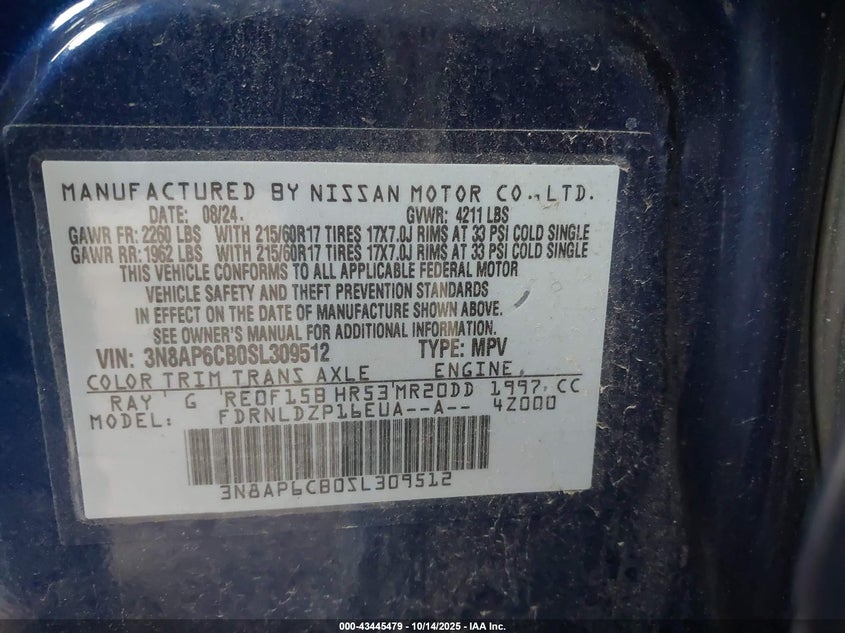 MANUFACTURED BY NISSAN MOTOR CO.,LTD.
DATE: 08/24. GVWR: 4211 LBS
GAWR FR: 2260 LBS WITH 215/60R17 TIRES 17X7.0J RIMS AT 33 PSI COLD SINGLE
GAWR RR: 1962 LBS WITH 215/60R17 TIRES 17X7.0J RIMS AT 33 PSI COLD SINGLE
THIS VEHICLE CONFORMS TO ALL APPLICABLE FEDERAL MOTOR
VEHICLE SAFETY AND THEFT PREVENTION STANDARDS
IN EFFECT ON THE DATE OF MANUFACTURE SHOWN ABOVE.
SEE OWNER'S MANUAL FOR ADDITIONAL INFORMATION.
VIN: 3N8AP6CB0SL309512 TYPE: MPV
COLOR TRIM TRANS AXLE ENGINE
RAY G RE0F15B HR53 MR20DD 1997 CC
MODEL: FDRNLDZP16EUA--A-- 4Z000
3N8AP6CB0SL309512
000-43445479 - 10/14/2025 - IAA Inc.